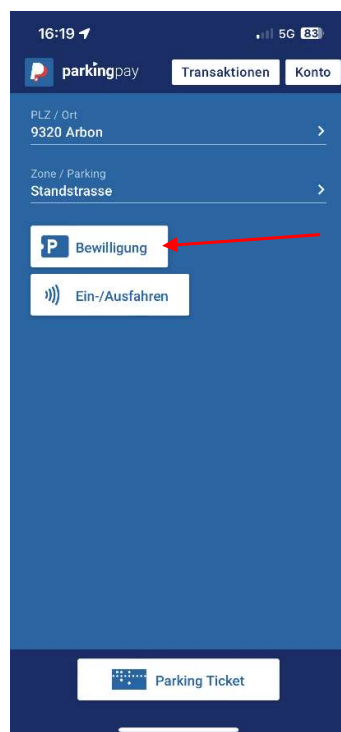 16:19 5G 83
parkingpay Transaktionen Konto
PLZ / Ort
9320 Arbon
Zone / Parking
Standstrasse
P Bewilligung
Ein-/Ausfahren
Parking Ticket